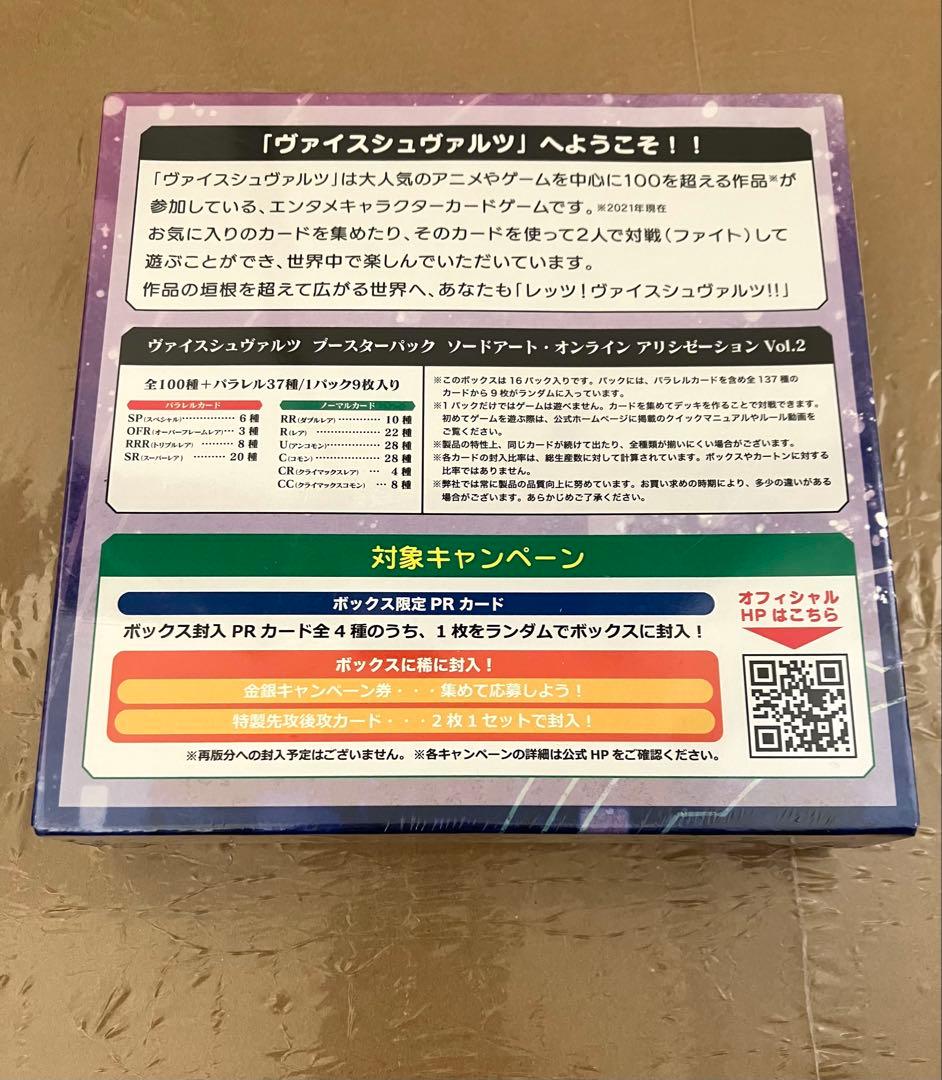 「ヴァイスシュヴァルツ」へようこそ！！
「ヴァイスシュヴァルツ」は大人気のアニメやゲームを中心に100を超える作品※が
参加している、エンタメキャラクターカードゲームです。※2021年現在
お気に入りのカードを集めたり、そのカードを使って2人で対戦（ファイト）して
遊ぶことができ、世界中で楽しんでいただいています。
作品の垣根を超えて広がる世界へ、あなたも「レッツ！ヴァイスシュヴァルツ!!」
ヴァイスシュヴァルツ ブースターパック ソードアート・オンライン アリシゼーション Vol.2
全100種＋パラレル37種/1パック9枚入り
パラレルカード
SP(スペシャル)………… 6種
OFR(オーバーフレームレア)… 3種
RRR(トリプルレア)……… 8種
SR(スーパーレア)……… 20種
ノーマルカード
RR(ダブルレア)………… 10種
R(レア)………………… 22種
U(アンコモン)………… 28種
C(コモン)……………… 28種
CR(クライマックスレア)… 4種
CC(クライマックスコモン)… 8種
※このボックスは16パック入りです。パックには、パラレルカードを含め全137種の
カードから9枚がランダムに入っています。
※1パックだけではゲームは遊べません。カードを集めてデッキを作ることで対戦できます。
初めてゲームを遊ぶ際は、公式ホームページに掲載のクイックマニュアルやルール動画を
ご覧ください。
※製品の特性上、同じカードが続けて出たり、全種類が揃いにくい場合がございます。
※各カードの封入比率は、総生産数に対して計算されています。ボックスやカートンに対する
比率ではありません。
※弊社では常に製品の品質向上に努めています。お買い求めの時期により、多少の違いがある
場合がございます。あらかじめご了承ください。
対象キャンペーン
ボックス限定PRカード
ボックス封入PRカード全4種のうち、1枚をランダムでボックスに封入！
ボックスに稀に封入！
金銀キャンペーン券・・・集めて応募しよう！
特製先攻後攻カード・・・2枚1セットで封入！
※再版分への封入予定はございません。※各キャンペーンの詳細は公式HPをご確認ください。
オフィシャル
HPはこちら